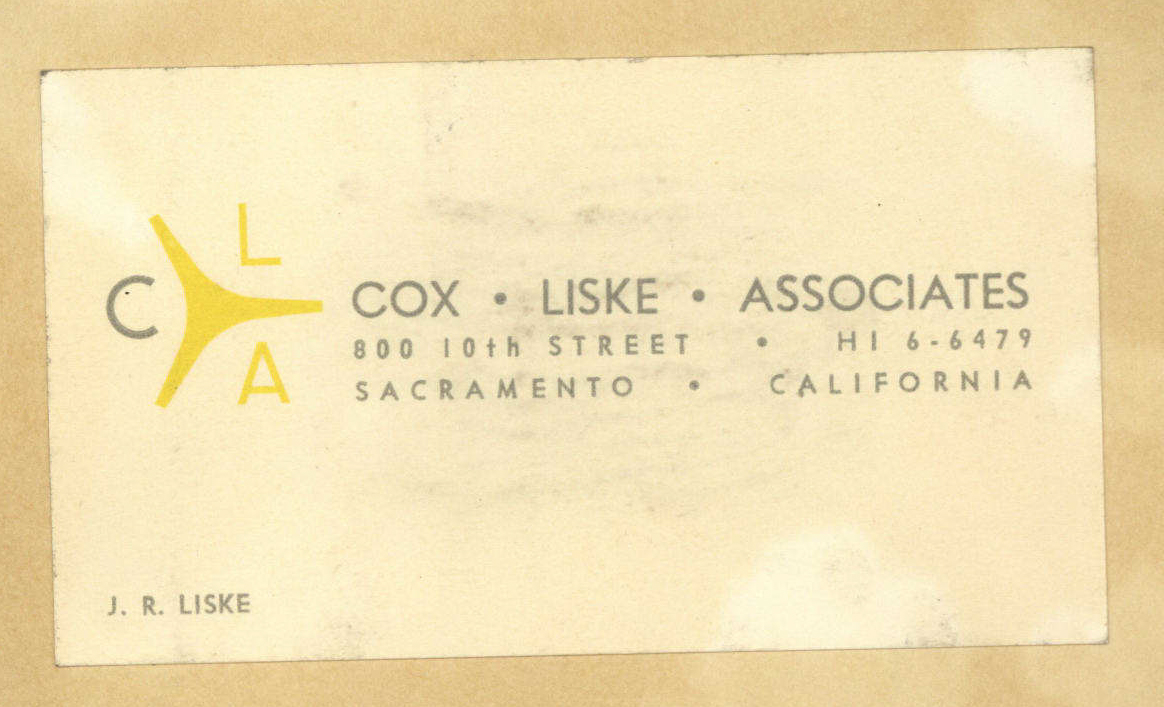 C L A
COX • LISKE • ASSOCIATES
800 10th STREET • HI 6-6479
SACRAMENTO • CALIFORNIA
J. R. LISKE